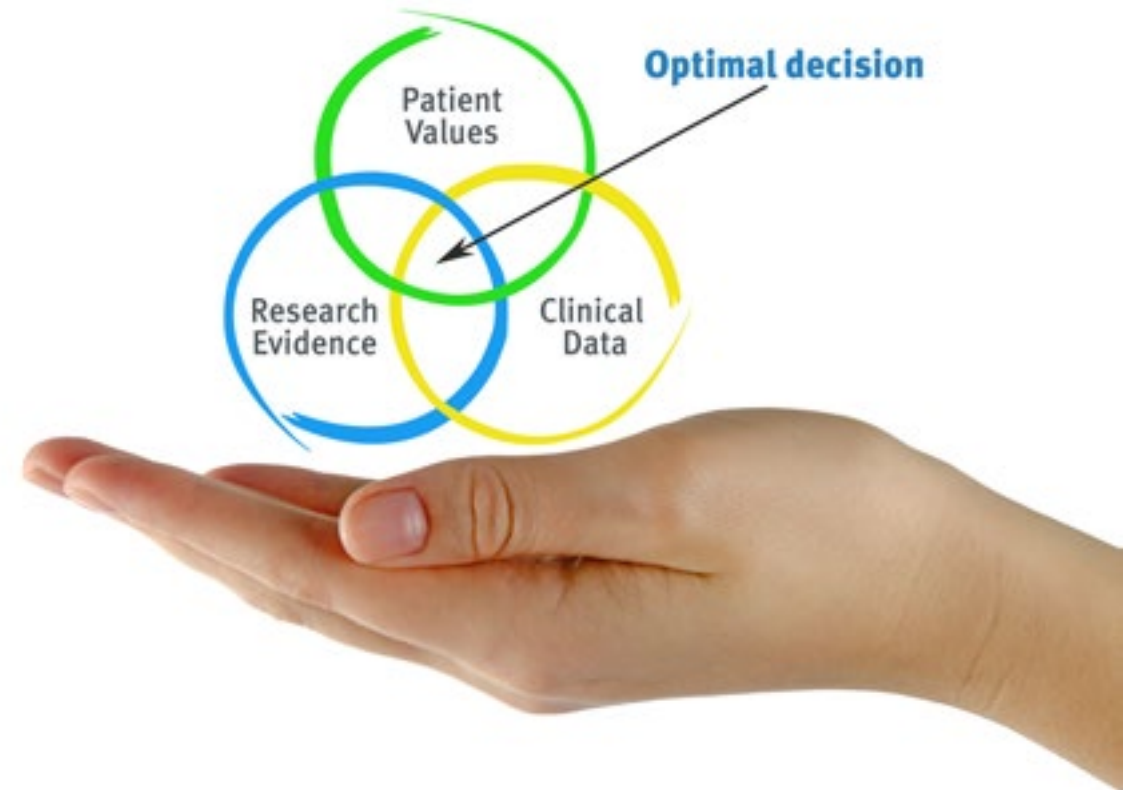 Optimal decision
Patient
Values
Research
Evidence
Clinical
Data